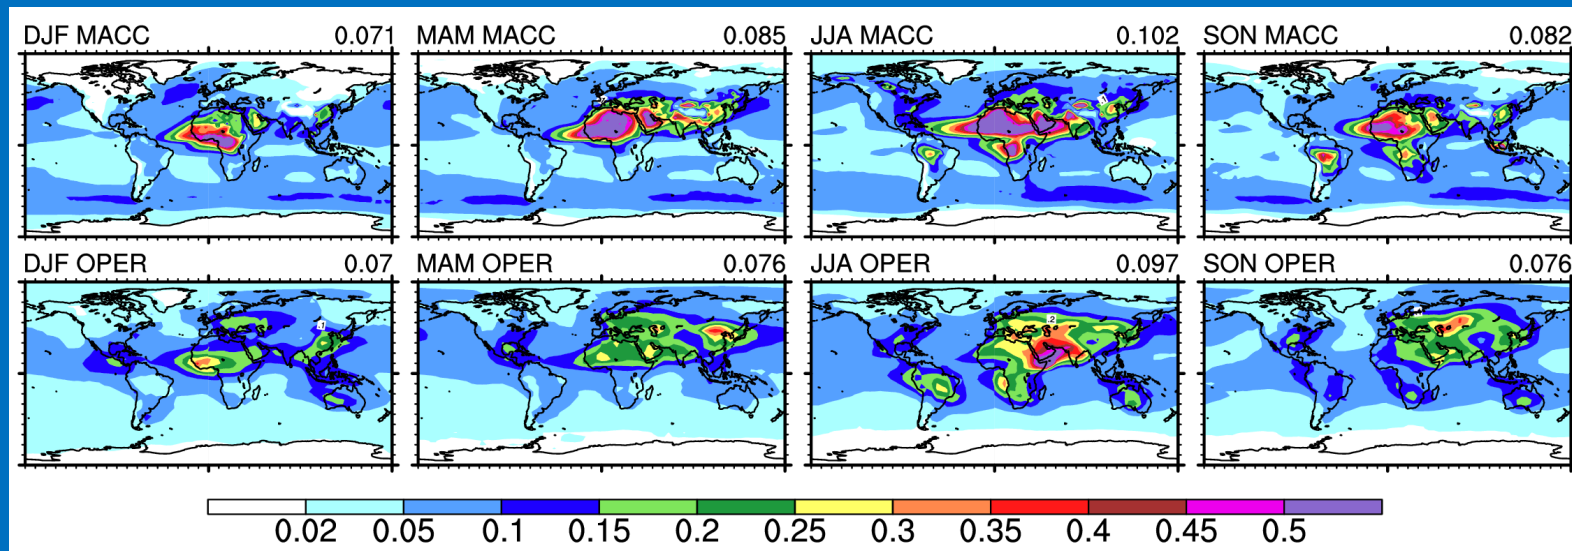 DJF MACC 0.071 MAM MACC 0.085 JJA MACC 0.102 SON MACC 0.082
DJF OPER 0.07 MAM OPER 0.076 JJA OPER 0.097 SON OPER 0.076
.1
.2
0.02 0.05 0.1 0.15 0.2 0.25 0.3 0.35 0.4 0.45 0.5